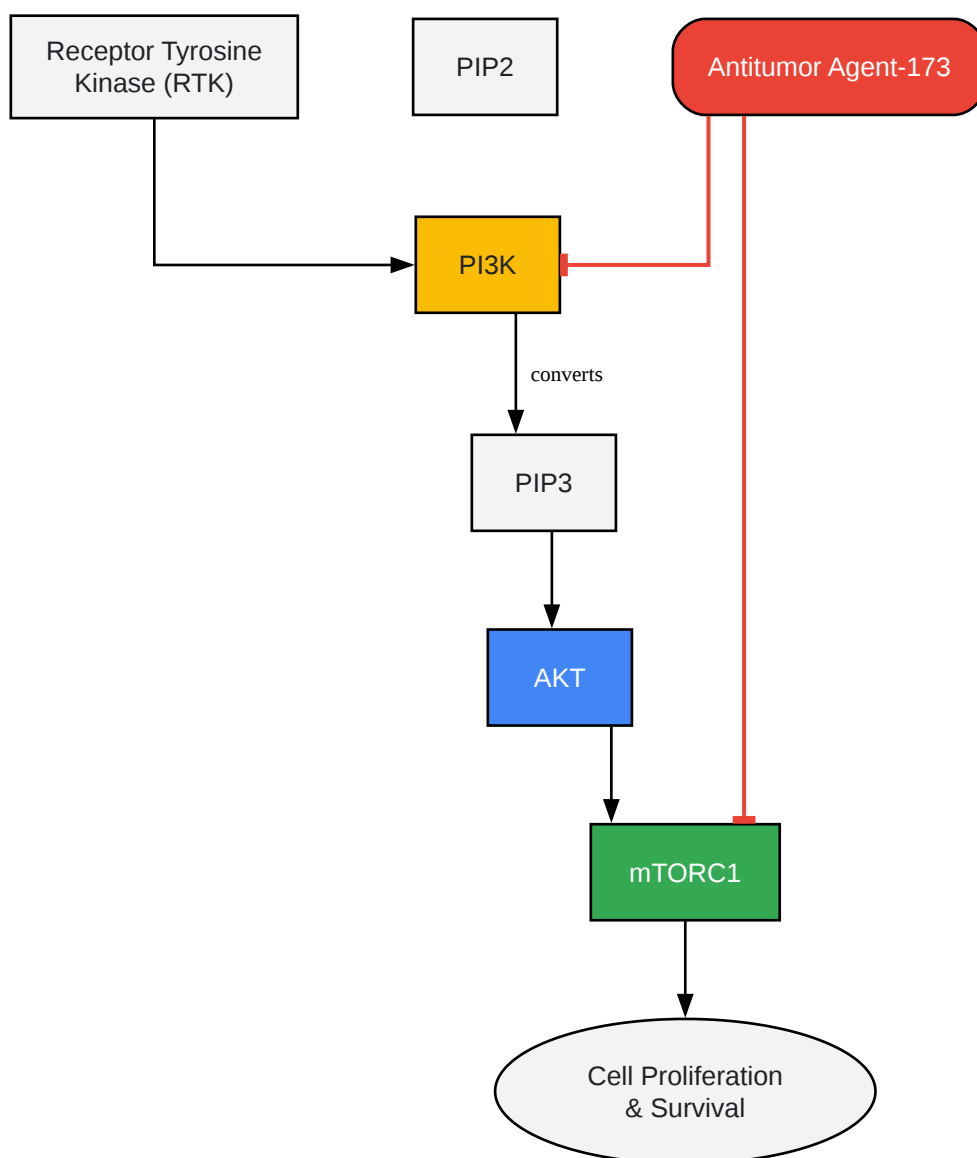 Receptor Tyrosine
Kinase (RTK)
PIP2
Antitumor Agent-173
PI3K
converts
PIP3
AKT
mTORC1
Cell Proliferation
& Survival